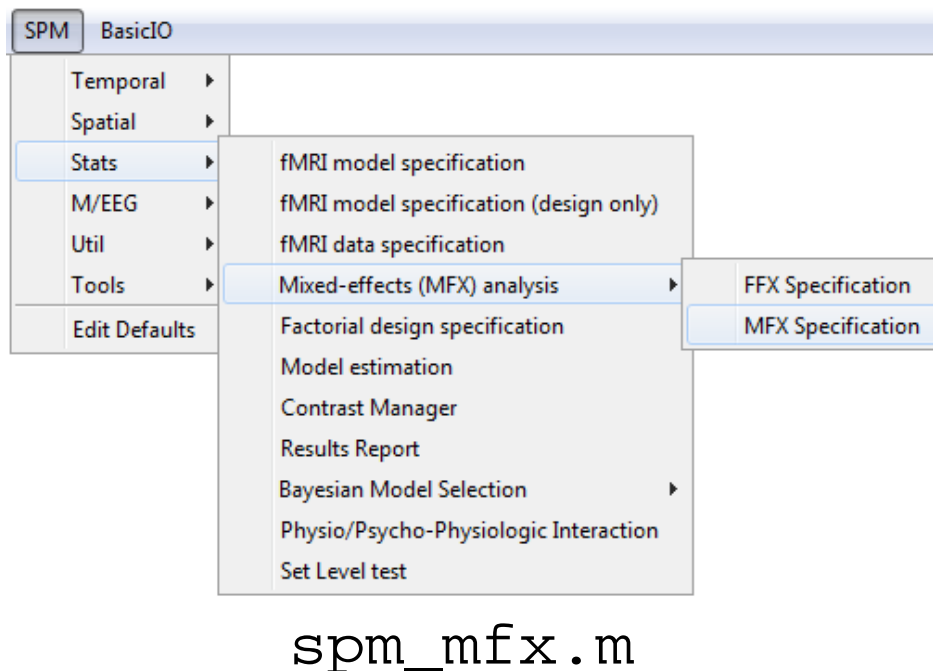 SPM BasicIO
Temporal
Spatial
Stats
M/EEG
Util
Tools
Edit Defaults
fMRI model specification
fMRI model specification (design only)
fMRI data specification
Mixed-effects (MFX) analysis
Factorial design specification
Model estimation
Contrast Manager
Results Report
Bayesian Model Selection
Physio/Psycho-Physiologic Interaction
Set Level test
FFX Specification
MFX Specification
spm_mfx.m